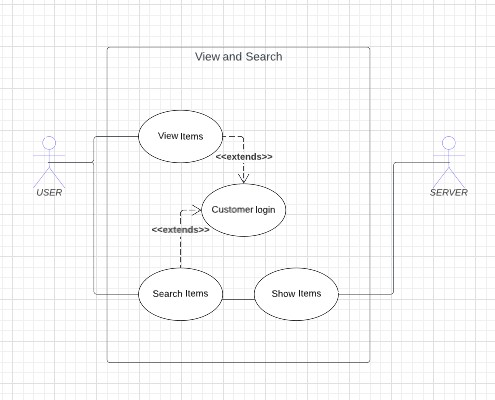 View and Search
View Items
<<extends>>
USER
SERVER
Customer login
<<extends>>
Search Items
Show Items